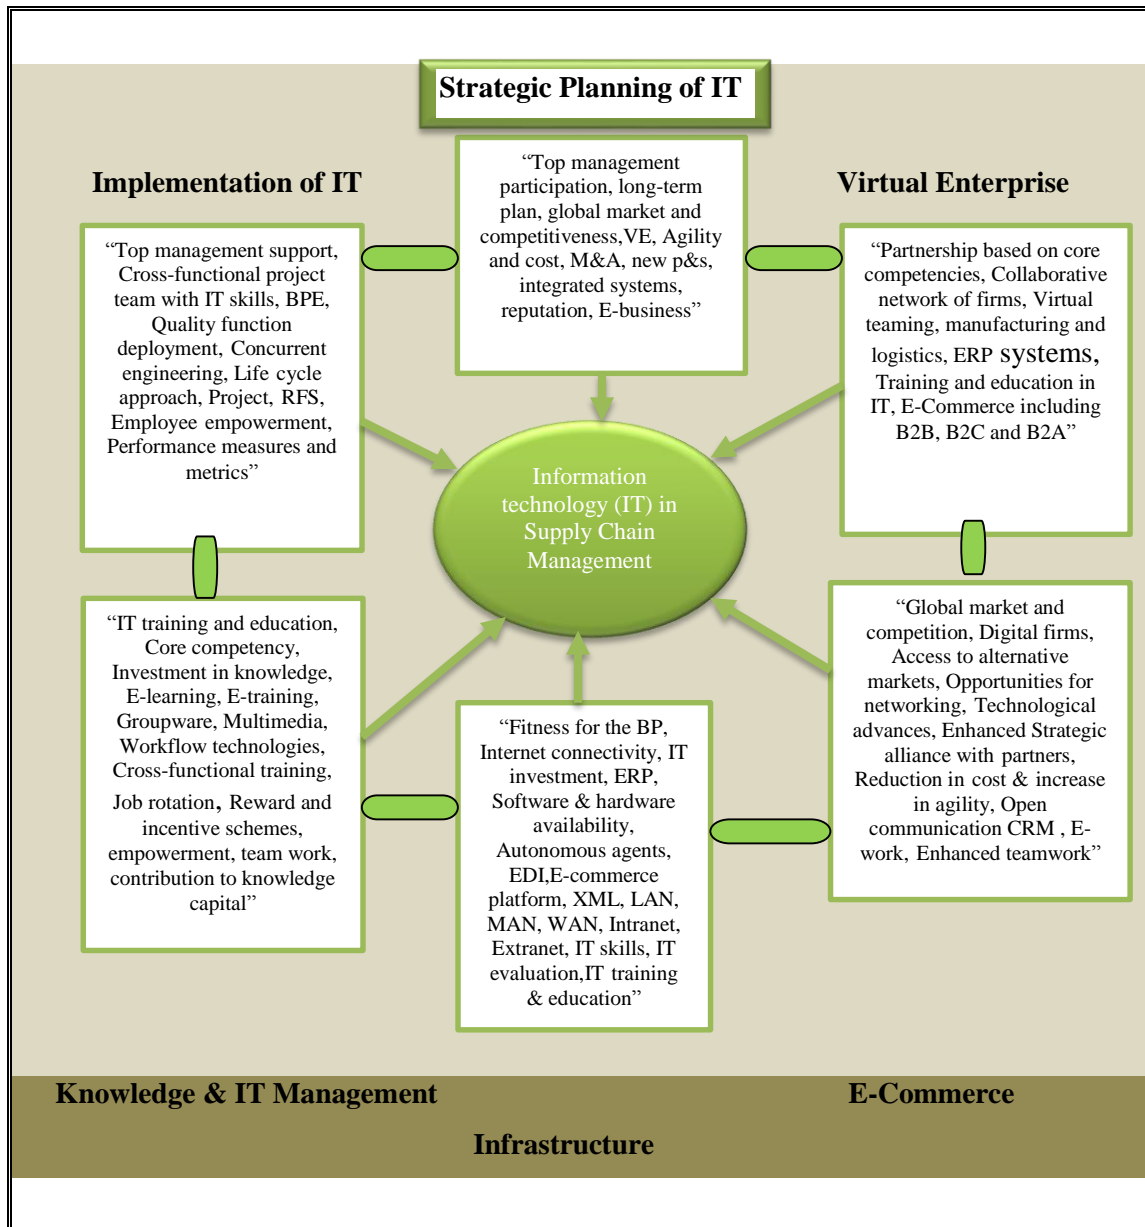 Strategic Planning of IT
Implementation of IT
Virtual Enterprise
“Top management
participation, long-term
plan, global market and
competitiveness,VE, Agility
and cost, M&A, new p&s,
integrated systems,
reputation, E-business”
“Top management support,
Cross-functional project
team with IT skills, BPE,
Quality function
deployment, Concurrent
engineering, Life cycle
approach, Project, RFS,
Employee empowerment,
Performance measures and
metrics”
“Partnership based on core
competencies, Collaborative
network of firms, Virtual
teaming, manufacturing and
logistics, ERP systems,
Training and education in
IT, E-Commerce including
B2B, B2C and B2A”
Information
technology (IT) in
Supply Chain
Management
“IT training and education,
Core competency,
Investment in knowledge,
E-learning, E-training,
Groupware, Multimedia,
Workflow technologies,
Cross-functional training,
Job rotation, Reward and
incentive schemes,
empowerment, team work,
contribution to knowledge
capital”
“Fitness for the BP,
Internet connectivity, IT
investment, ERP,
Software & hardware
availability,
Autonomous agents,
EDI,E-commerce
platform, XML, LAN,
MAN, WAN, Intranet,
Extranet, IT skills, IT
evaluation,IT training
& education”
“Global market and
competition, Digital firms,
Access to alternative
markets, Opportunities for
networking, Technological
advances, Enhanced Strategic
alliance with partners,
Reduction in cost & increase
in agility, Open
communication CRM , E-
work, Enhanced teamwork”
Knowledge & IT Management
E-Commerce
Infrastructure